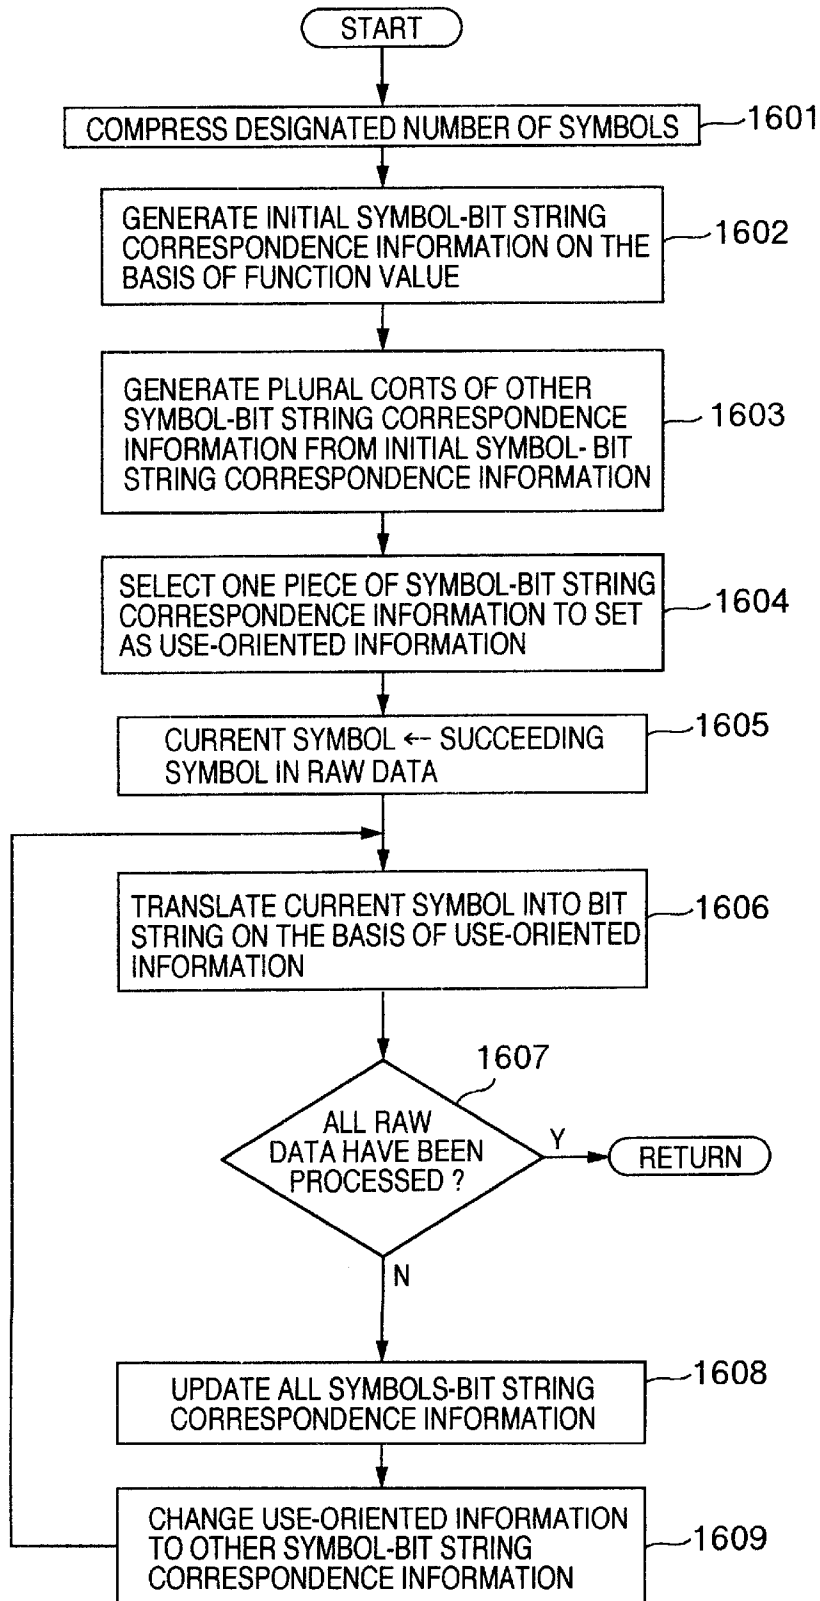 START
COMPRESS DESIGNATED NUMBER OF SYMBOLS
1601
GENERATE INITIAL SYMBOL-BIT STRING
CORRESPONDENCE INFORMATION ON THE
BASIS OF FUNCTION VALUE
1602
GENERATE PLURAL CORTS OF OTHER
SYMBOL-BIT STRING CORRESPONDENCE
INFORMATION FROM INITIAL SYMBOL- BIT
STRING CORRESPONDENCE INFORMATION
1603
SELECT ONE PIECE OF SYMBOL-BIT STRING
CORRESPONDENCE INFORMATION TO SET
AS USE-ORIENTED INFORMATION
1604
CURRENT SYMBOL ← SUCCEEDING
SYMBOL IN RAW DATA
1605
TRANSLATE CURRENT SYMBOL INTO BIT
STRING ON THE BASIS OF USE-ORIENTED
INFORMATION
1606
1607
ALL RAW
DATA HAVE BEEN
PROCESSED ?
Y
RETURN
N
UPDATE ALL SYMBOLS-BIT STRING
CORRESPONDENCE INFORMATION
1608
CHANGE USE-ORIENTED INFORMATION
TO OTHER SYMBOL-BIT STRING
CORRESPONDENCE INFORMATION
1609